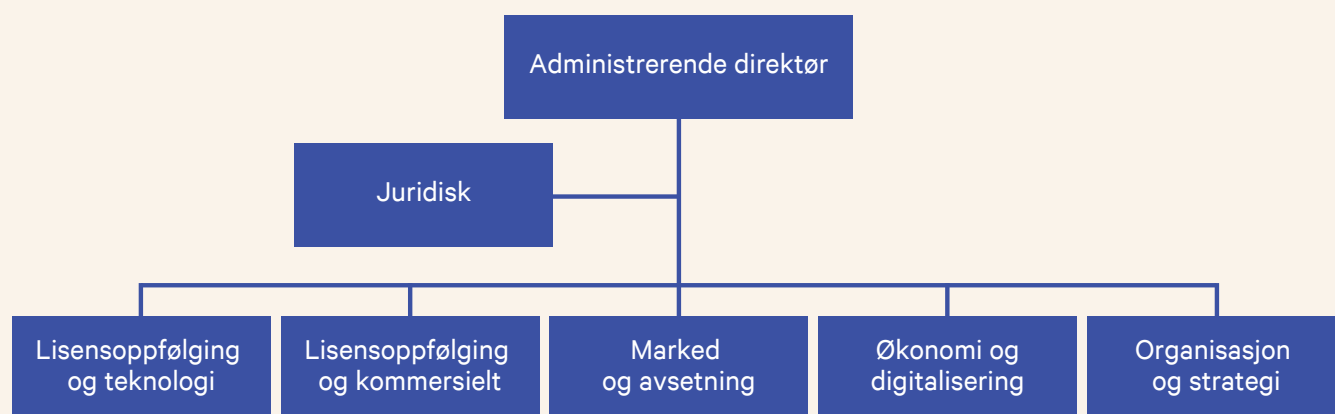 Administrerende direktør
Juridisk
Lisensoppfølging
og teknologi
Lisensoppfølging
og kommersielt
Marked
og avsetning
Økonomi og
digitalisering
Organisasjon
og strategi